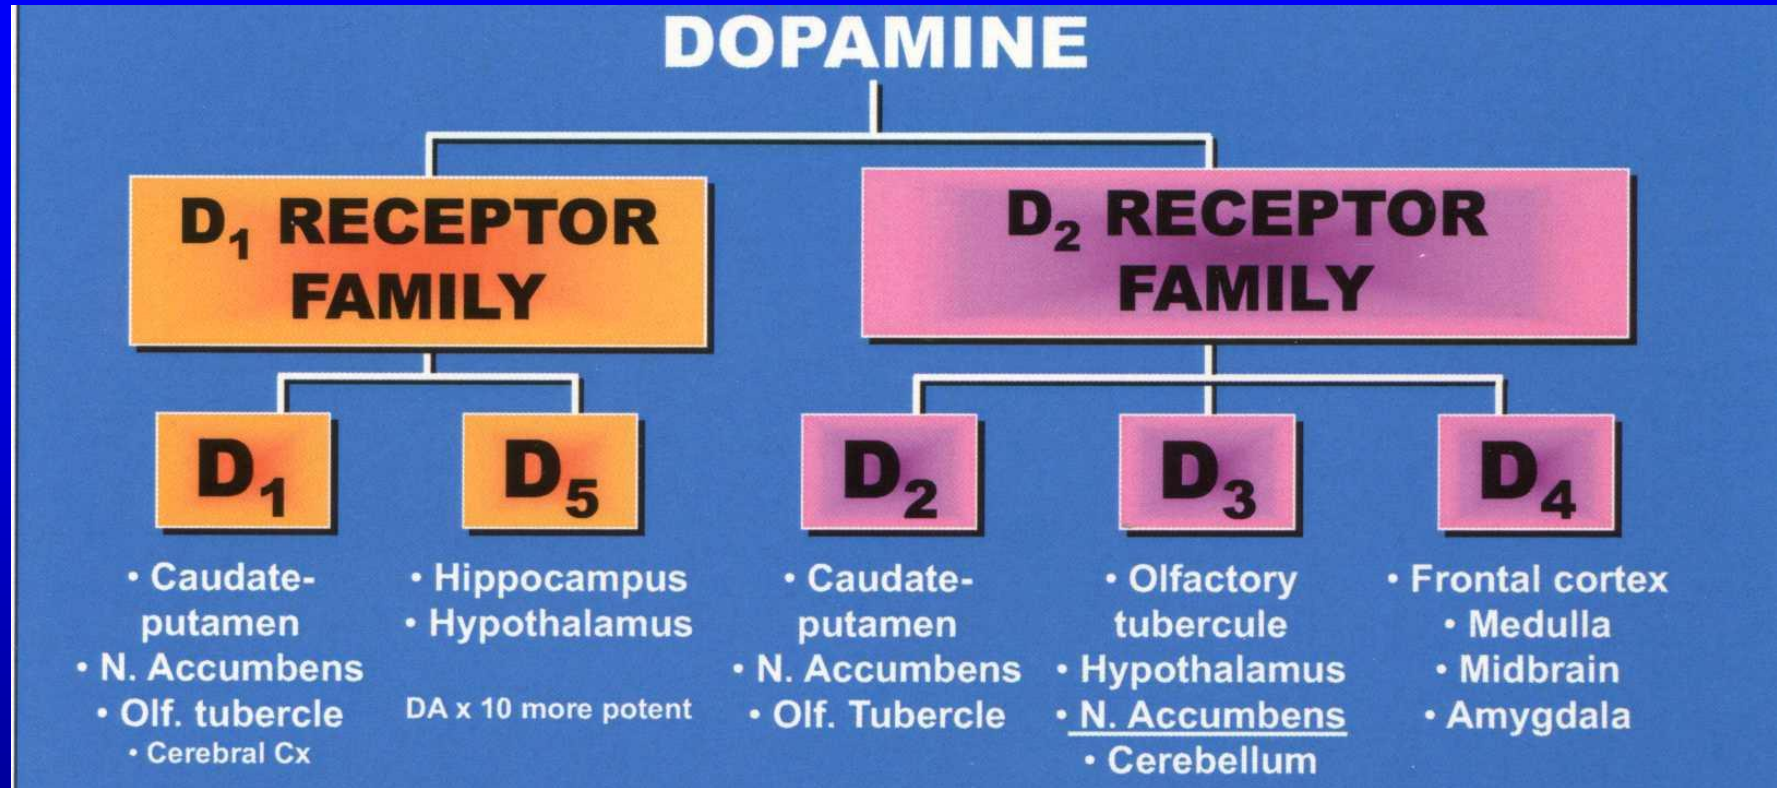 DOPAMINE
D₁ RECEPTOR
FAMILY
D₂ RECEPTOR
FAMILY
D₁
D₅
D₂
D₃
D₄
• Caudate-
putamen
• N. Accumbens
• Olf. tubercle
• Cerebral Cx
• Hippocampus
• Hypothalamus
DA x 10 more potent
• Caudate-
putamen
• N. Accumbens
• Olf. Tubercle
• Olfactory
tubercule
• Hypothalamus
• N. Accumbens
• Cerebellum
• Frontal cortex
• Medulla
• Midbrain
• Amygdala